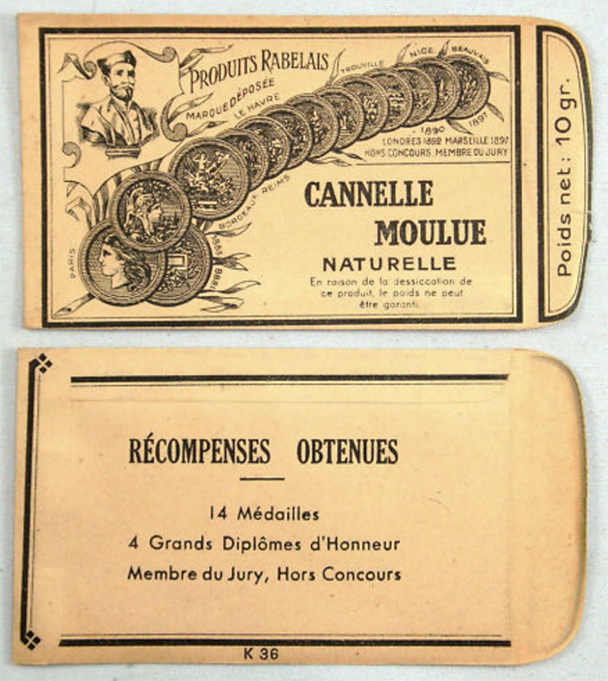 PRODUITS RABELAIS
MARQUE DÉPOSÉE
LE HAVRE
TROUVILLE
NICE
BEAUVAIS
1890
1897
LONDRES 1892 MARSEILLE 1897
HORS CONCOURS MEMBRE DU JURY
BORDEAUX REIMS
PARIS
CANNELLE
MOULUE
NATURELLE
En raison de la dessiccation de
ce produit, le poids ne peut
être garanti.
Poids net: 10 gr.
RÉCOMPENSES OBTENUES
14 Médailles
4 Grands Diplômes d'Honneur
Membre du Jury, Hors Concours
K 36